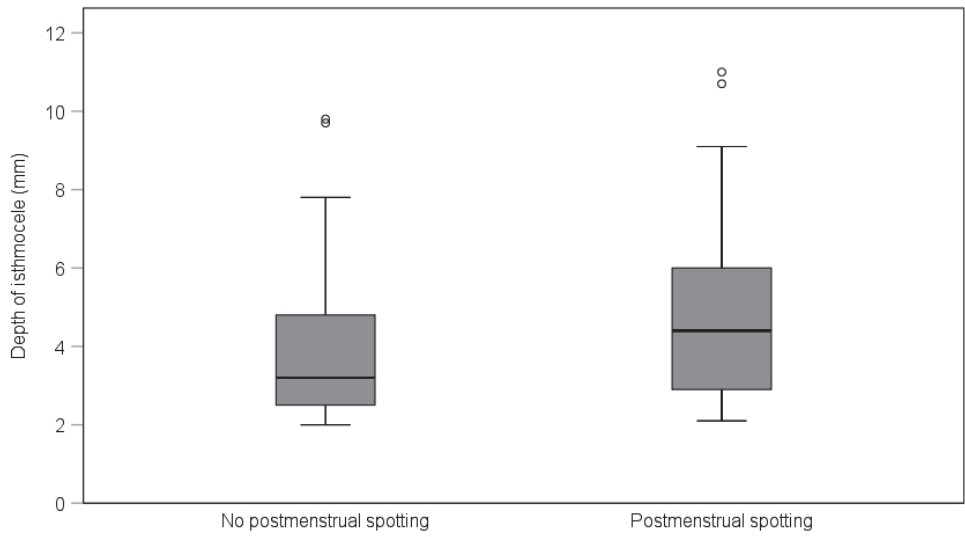 12
10
8
6
4
2
0
Depth of isthmocele (mm)
No postmenstrual spotting
Postmenstrual spotting